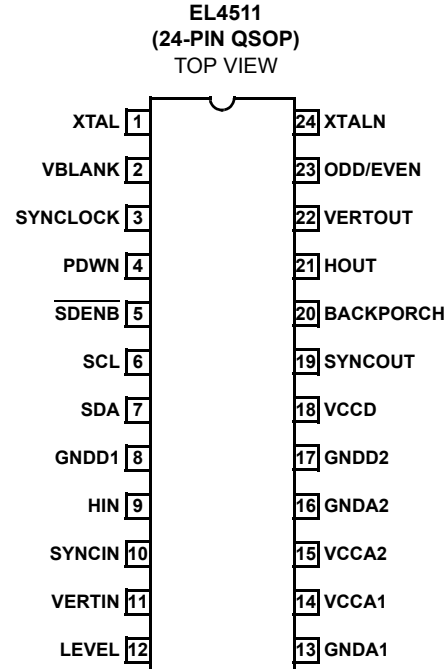 EL4511
(24-PIN QSOP)
TOP VIEW
XTAL 1 24 XTALN
VBLANK 2 23 ODD/EVEN
SYNCLOCK 3 22 VERTOUT
PDWN 4 21 HOUT
SDENB 5 20 BACKPORCH
SCL 6 19 SYNCOUT
SDA 7 18 VCCD
GNDD1 8 17 GNDD2
HIN 9 16 GNDA2
SYNCIN 10 15 VCCA2
VERTIN 11 14 VCCA1
LEVEL 12 13 GNDA1